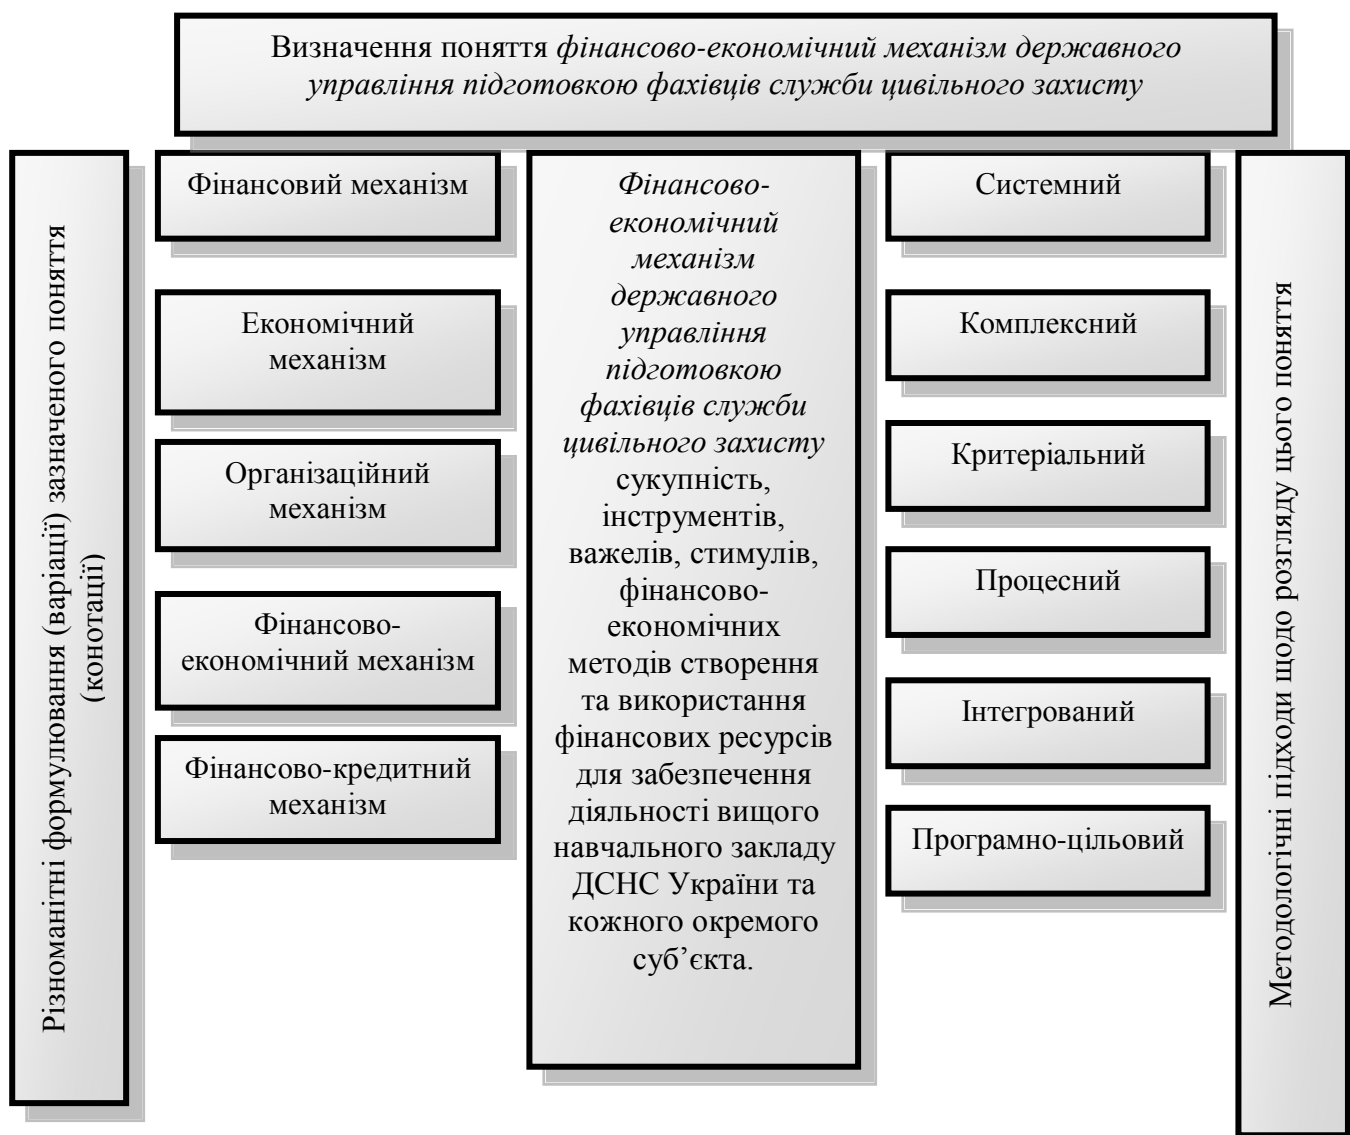 Визначення поняття фінансово-економічний механізм державного
управління підготовкою фахівців служби цивільного захисту
Різноманітні формулювання (варіації) зазначеного поняття
(конотації)
Фінансовий механізм
Економічний
механізм
Організаційний
механізм
Фінансово-
економічний механізм
Фінансово-кредитний
механізм
Фінансово-
економічний
механізм
державного
управління
підготовкою
фахівців служби
цивільного захисту
сукупність,
інструментів,
важелів, стимулів,
фінансово-
економічних
методів створення
та використання
фінансових ресурсів
для забезпечення
діяльності вищого
навчального закладу
ДСНС України та
кожного окремого
суб’єкта.
Системний
Комплексний
Критеріальний
Процесний
Інтегрований
Програмно-цільовий
Методологічні підходи щодо розгляду цього поняття